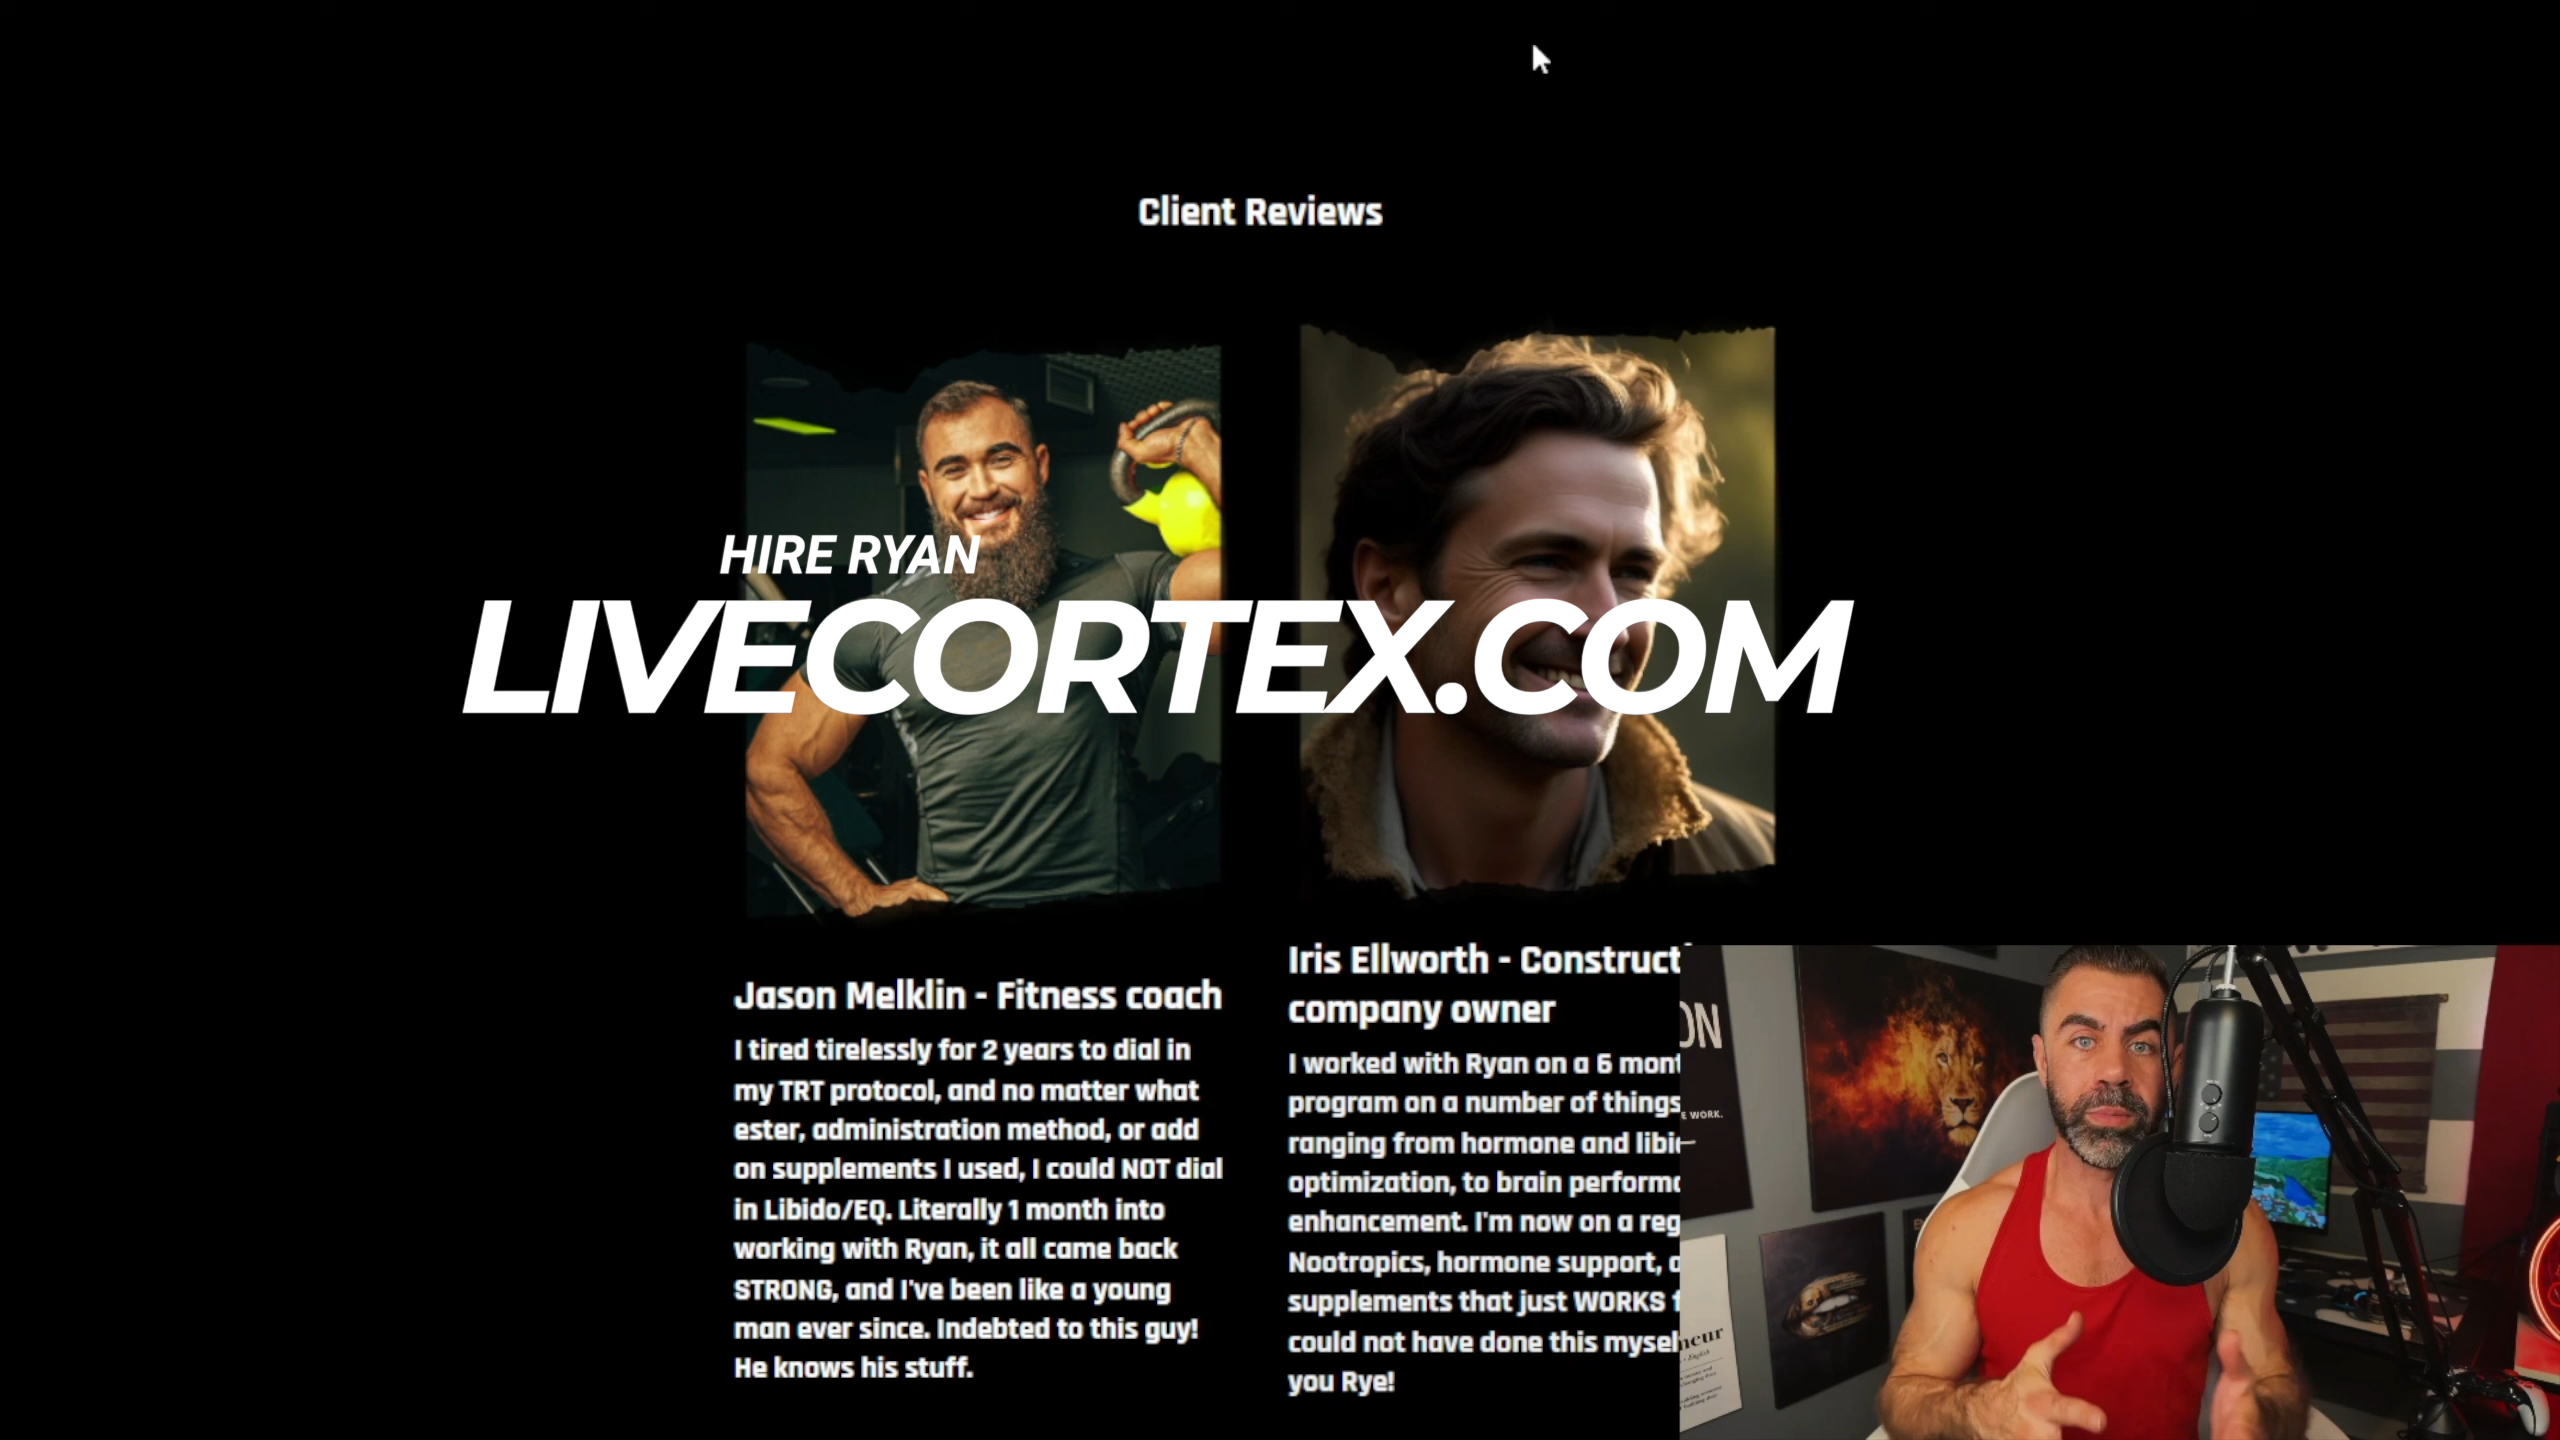 Client Reviews
HIRE RYAN
LIVECORTEX.COM
Jason Melklin - Fitness coach
I tired tirelessly for 2 years to dial in
my TRT protocol, and no matter what
ester, administration method, or add
on supplements I used, I could NOT dial
in Libido/EQ. Literally 1 month into
working with Ryan, it all came back
STRONG, and I've been like a young
man ever since. Indebted to this guy!
He knows his stuff.
Iris Ellworth - Construct
company owner
I worked with Ryan on a 6 mont
program on a number of things
ranging from hormone and libi
optimization, to brain perform
enhancement. I'm now on a reg
Nootropics, hormone support,
supplements that just WORKS
could not have done this mysel
you Rye!
ON
E WORK.
neur